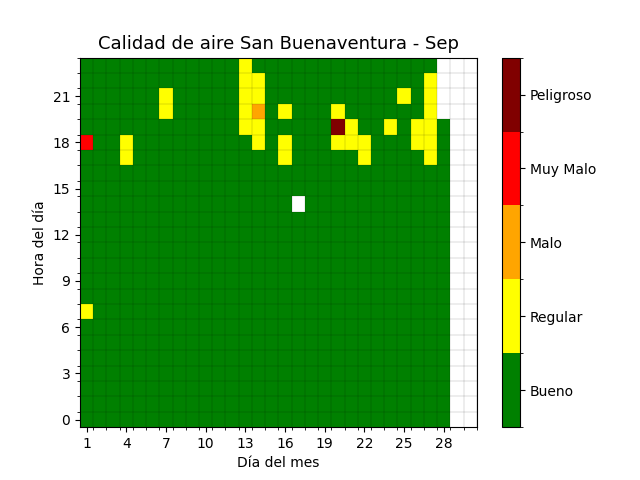 Calidad de aire San Buenaventura - Sep
Hora del día
21
18
15
12
9
6
3
0
1 4 7 10 13 16 19 22 25 28
Día del mes
Peligroso
Muy Malo
Malo
Regular
Bueno